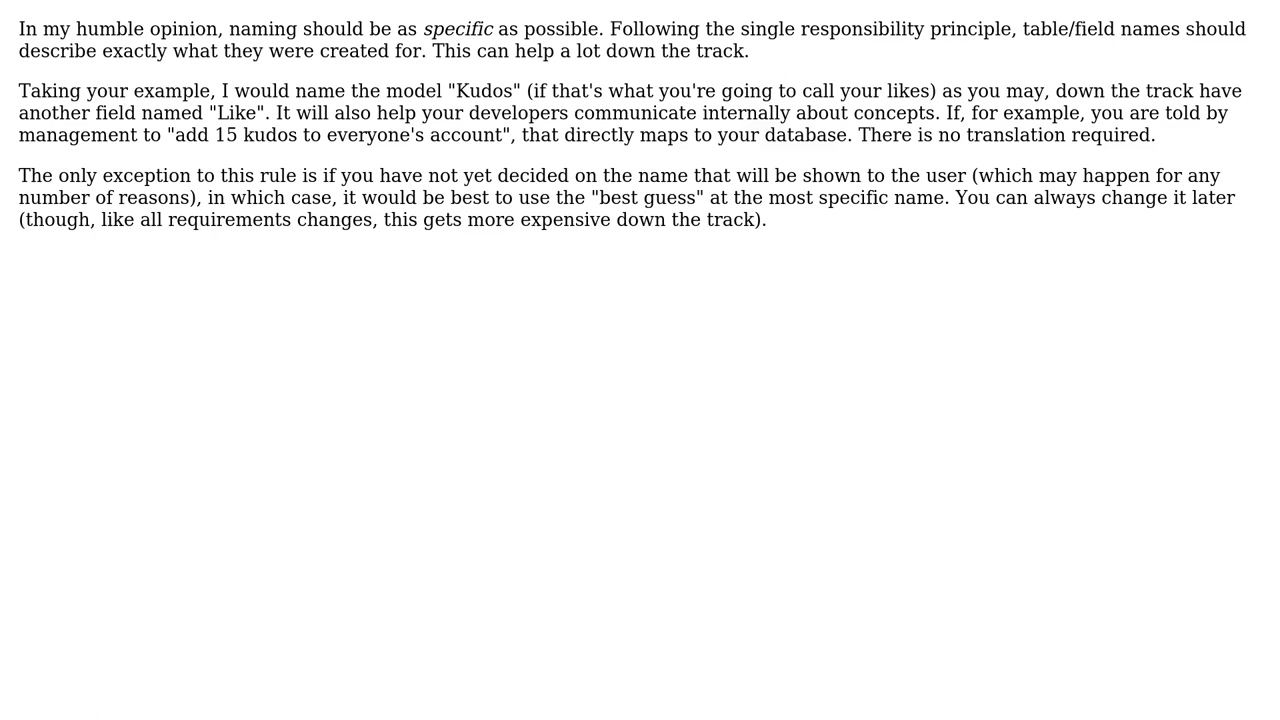 In my humble opinion, naming should be as specific as possible. Following the single responsibility principle, table/field names should
describe exactly what they were created for. This can help a lot down the track.
Taking your example, I would name the model "Kudos" (if that's what you're going to call your likes) as you may, down the track have
another field named "Like". It will also help your developers communicate internally about concepts. If, for example, you are told by
management to "add 15 kudos to everyone's account", that directly maps to your database. There is no translation required.
The only exception to this rule is if you have not yet decided on the name that will be shown to the user (which may happen for any
number of reasons), in which case, it would be best to use the "best guess" at the most specific name. You can always change it later
(though, like all requirements changes, this gets more expensive down the track).